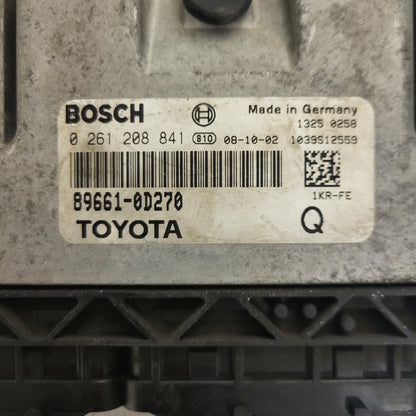 BOSCH Made in Germany
1325 0258
0 261 208 841 B10 08-10-02 1039S12559
1KR-FE
89661-0D270
TOYOTA Q